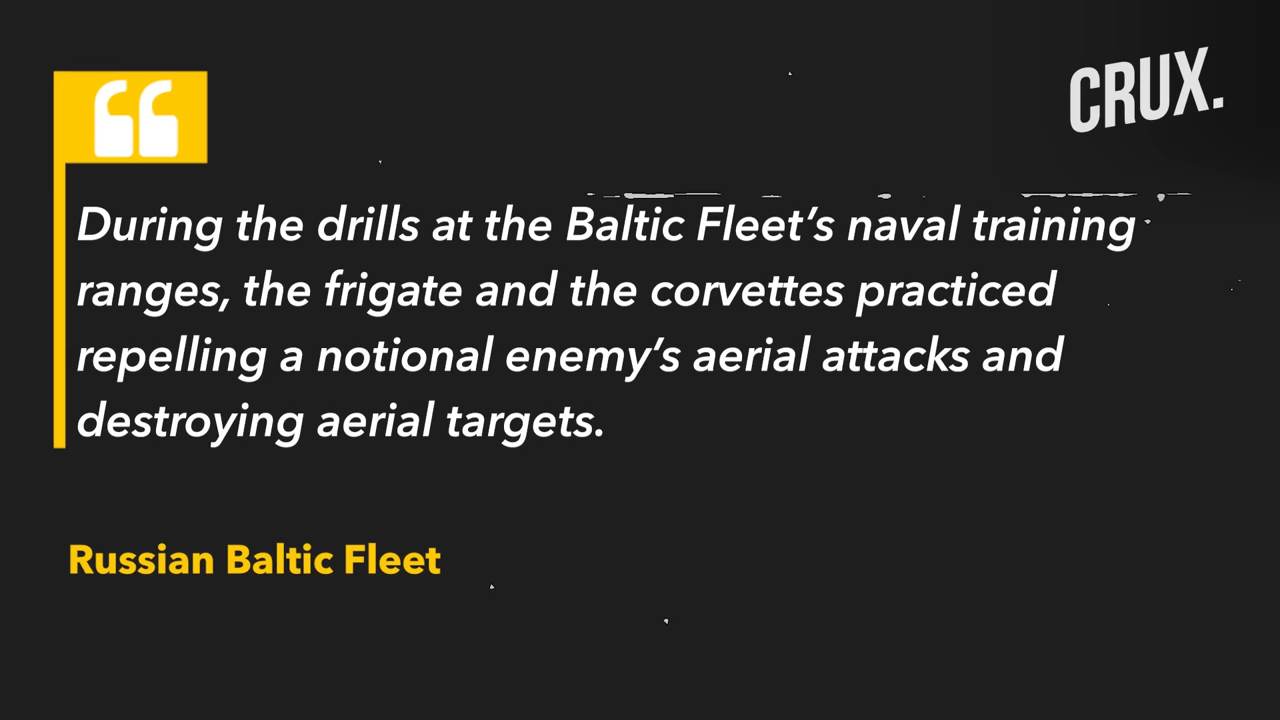 CRUX.
“
During the drills at the Baltic Fleet’s naval training
ranges, the frigate and the corvettes practiced
repelling a notional enemy’s aerial attacks and
destroying aerial targets.
Russian Baltic Fleet